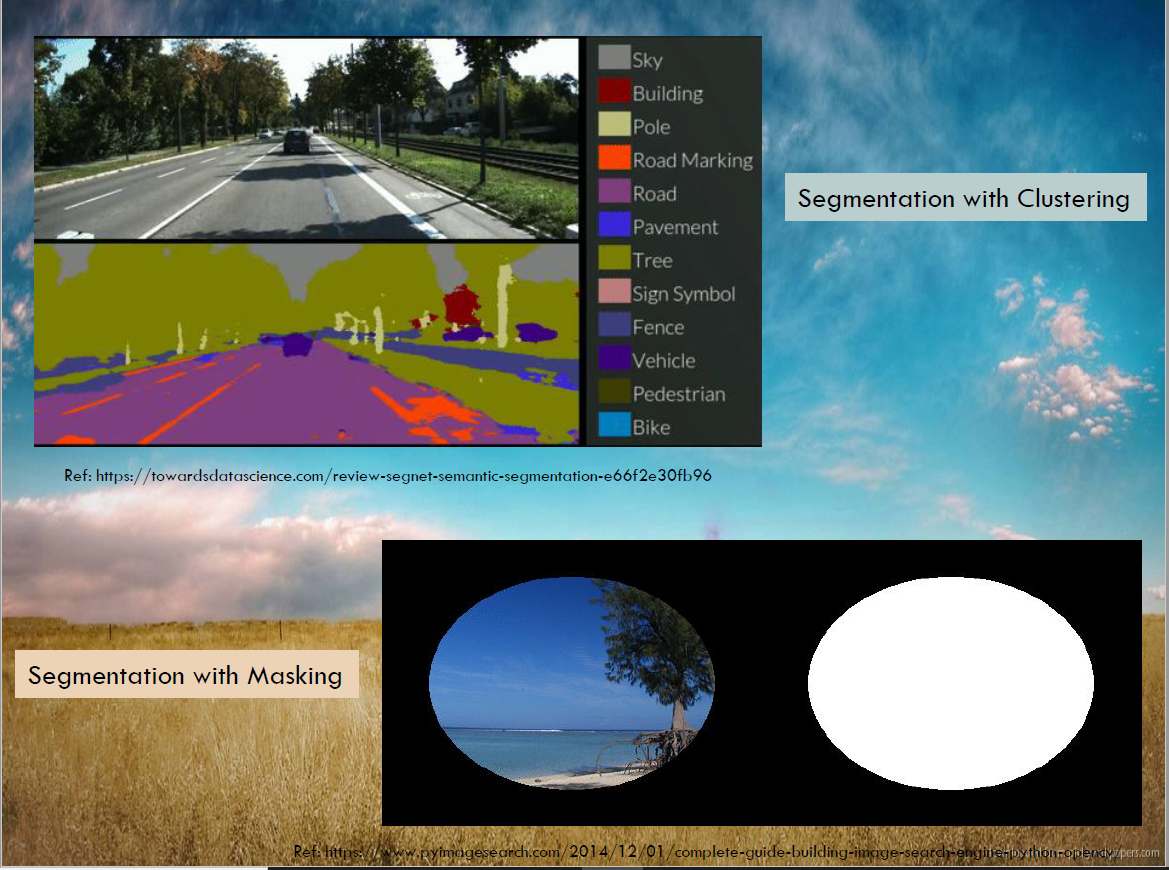 Sky
Building
Pole
Road Marking
Road
Pavement
Tree
Sign Symbol
Fence
Vehicle
Pedestrian
Bike
Segmentation with Clustering
Ref: https://towardsdatascience.com/review-segnet-semantic-segmentation-e66f2e30fb96
Segmentation with Masking
Ref: https://www.pyimagesearch.com/2014/12/01/complete-guide-building-image-search-engine-python-opencv